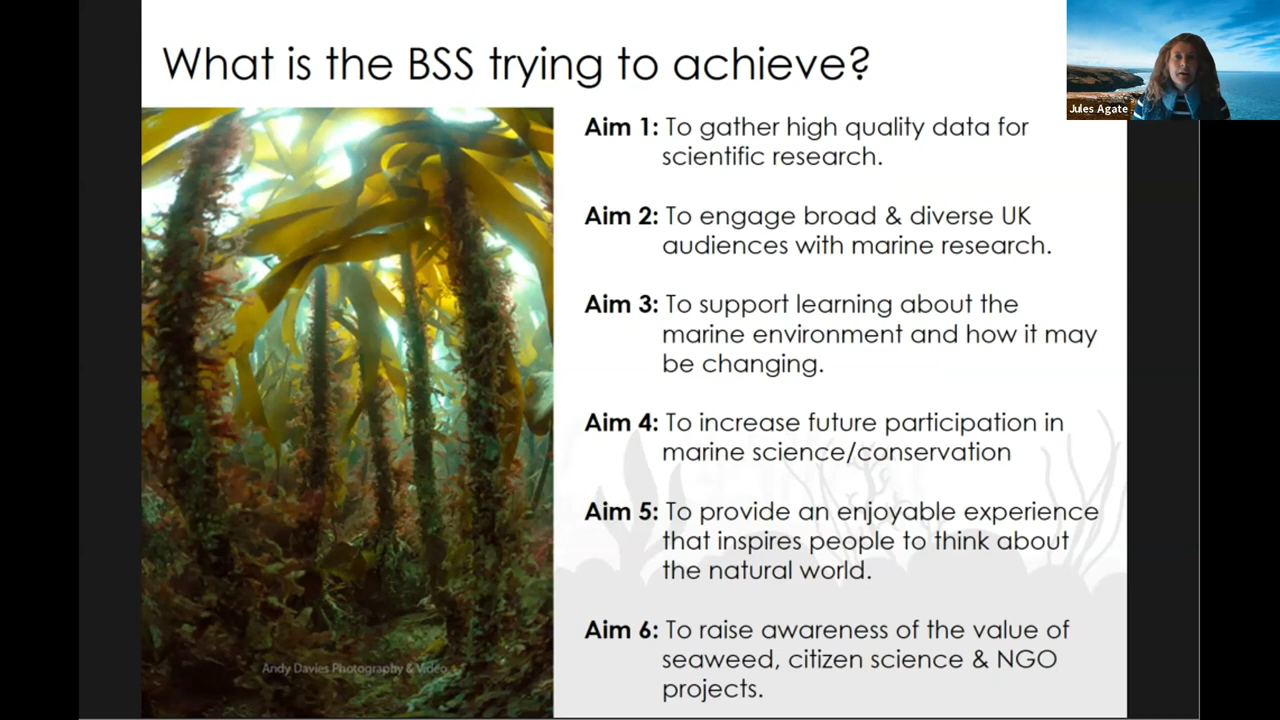 What is the BSS trying to achieve?
Jules Agate
Aim 1: To gather high quality data for
scientific research.
Aim 2: To engage broad & diverse UK
audiences with marine research.
Aim 3: To support learning about the
marine environment and how it may
be changing.
Aim 4: To increase future participation in
marine science/conservation
Aim 5: To provide an enjoyable experience
that inspires people to think about
the natural world.
Aim 6: To raise awareness of the value of
seaweed, citizen science & NGO
projects.
Andy Davies Photography & Video